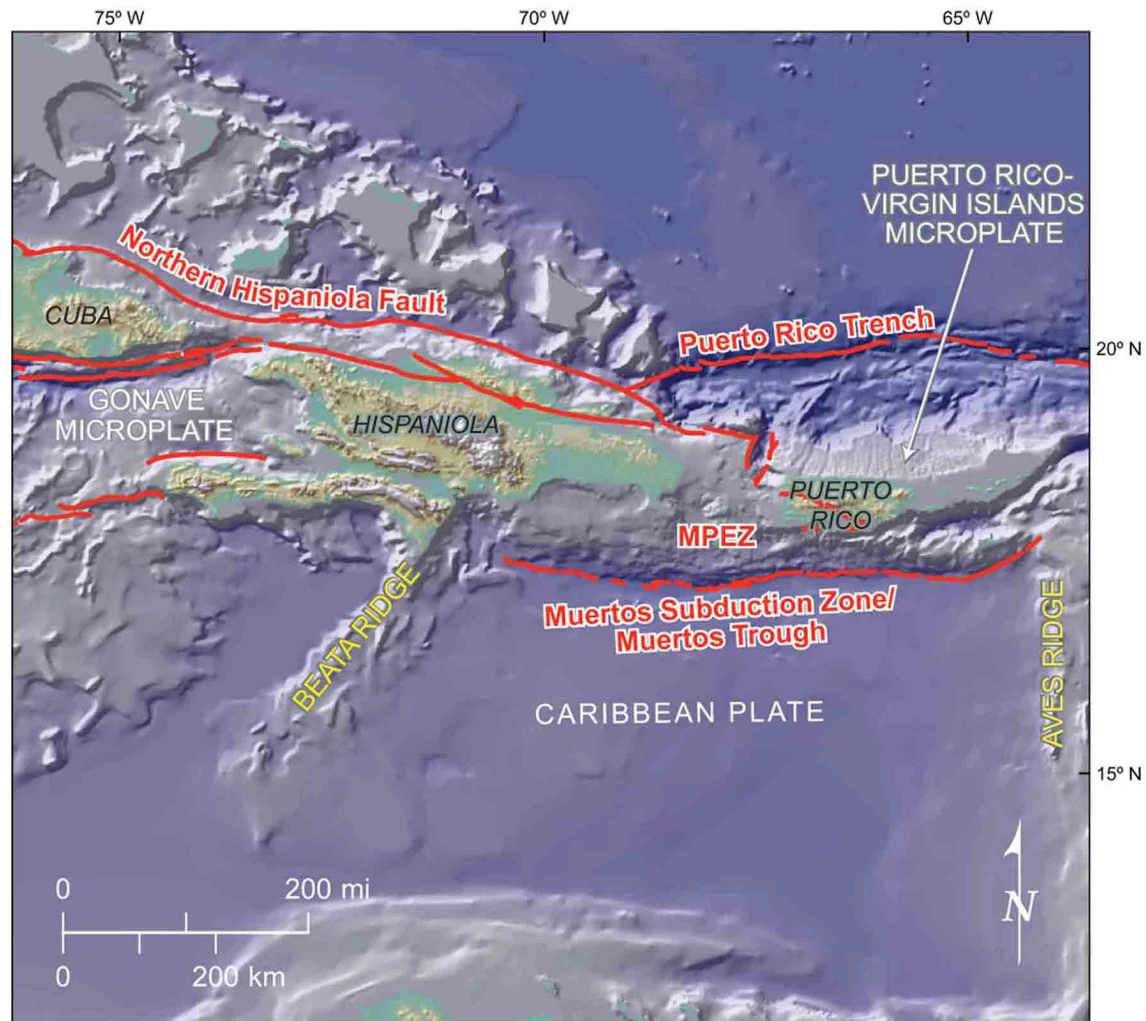 75º W
70º W
65º W
PUERTO RICO-
VIRGIN ISLANDS
MICROPLATE
Northern Hispaniola Fault
CUBA
Puerto Rico Trench
20º N
GONAVE
MICROPLATE
HISPANIOLA
PUERTO
RICO
MPEZ
BEATA RIDGE
Muertos Subduction Zone/
Muertos Trough
AVES RIDGE
CARIBBEAN PLATE
15º N
0
200 mi
0
200 km
N